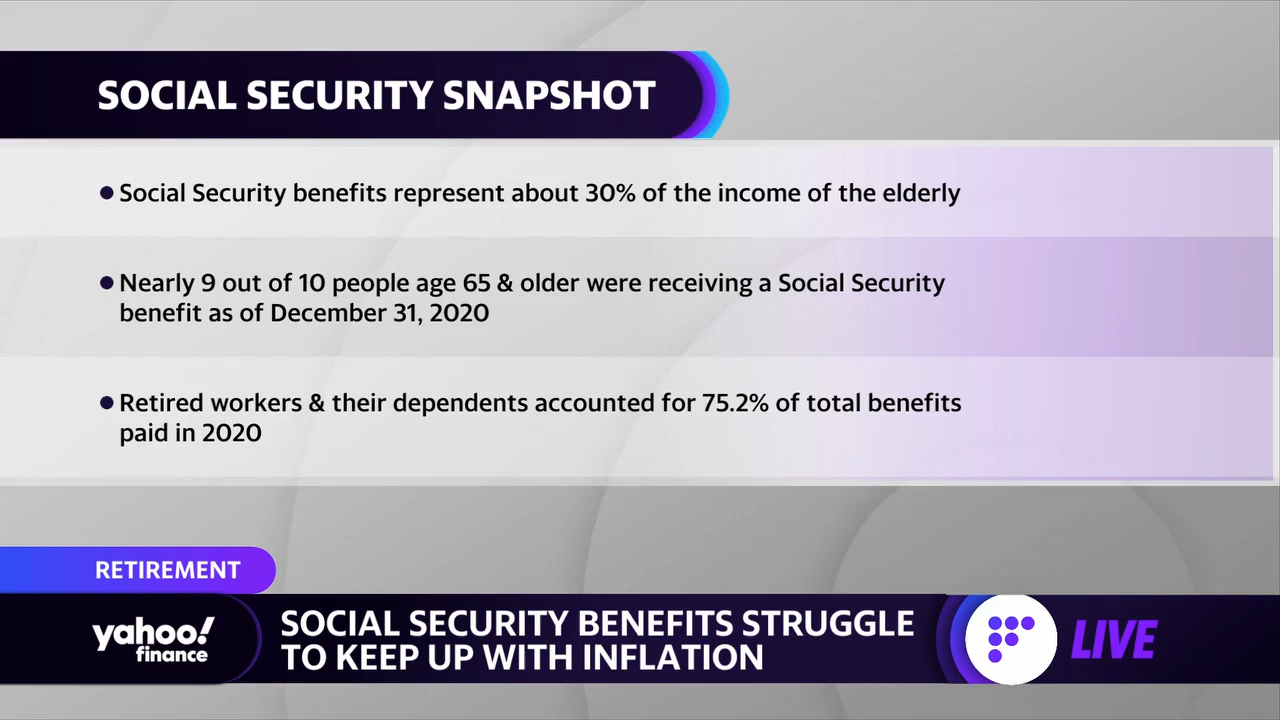 SOCIAL SECURITY SNAPSHOT
● Social Security benefits represent about 30% of the income of the elderly
● Nearly 9 out of 10 people age 65 & older were receiving a Social Security
benefit as of December 31, 2020
● Retired workers & their dependents accounted for 75.2% of total benefits
paid in 2020
RETIREMENT
yahoo!
finance
SOCIAL SECURITY BENEFITS STRUGGLE
TO KEEP UP WITH INFLATION
LIVE